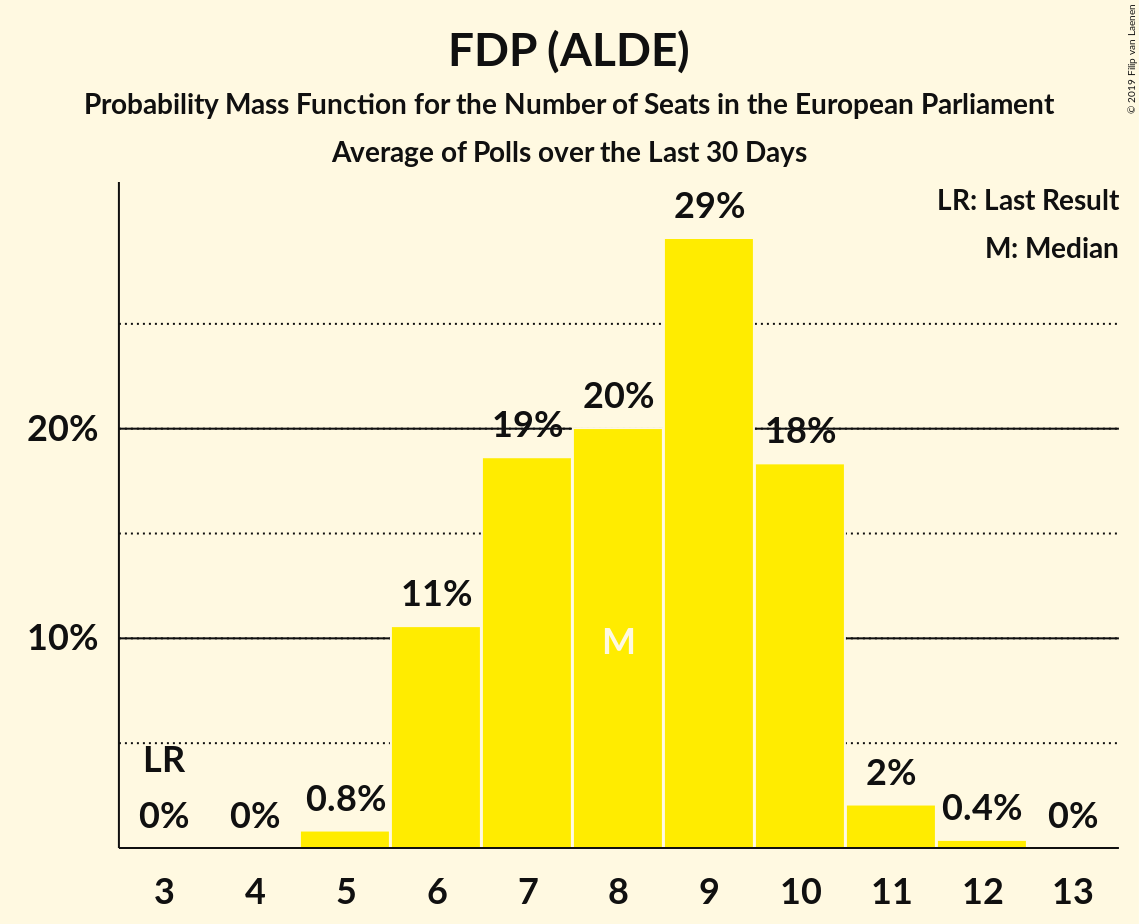 FDP (ALDE)
Probability Mass Function for the Number of Seats in the European Parliament
Average of Polls over the Last 30 Days
© 2019 Filip van Laenen
LR: Last Result
M: Median
29%
20%
19%
18%
20%
11%
10%
M
LR
0%
0%
0.8%
2%
0.4%
0%
3 4 5 6 7 8 9 10 11 12 13